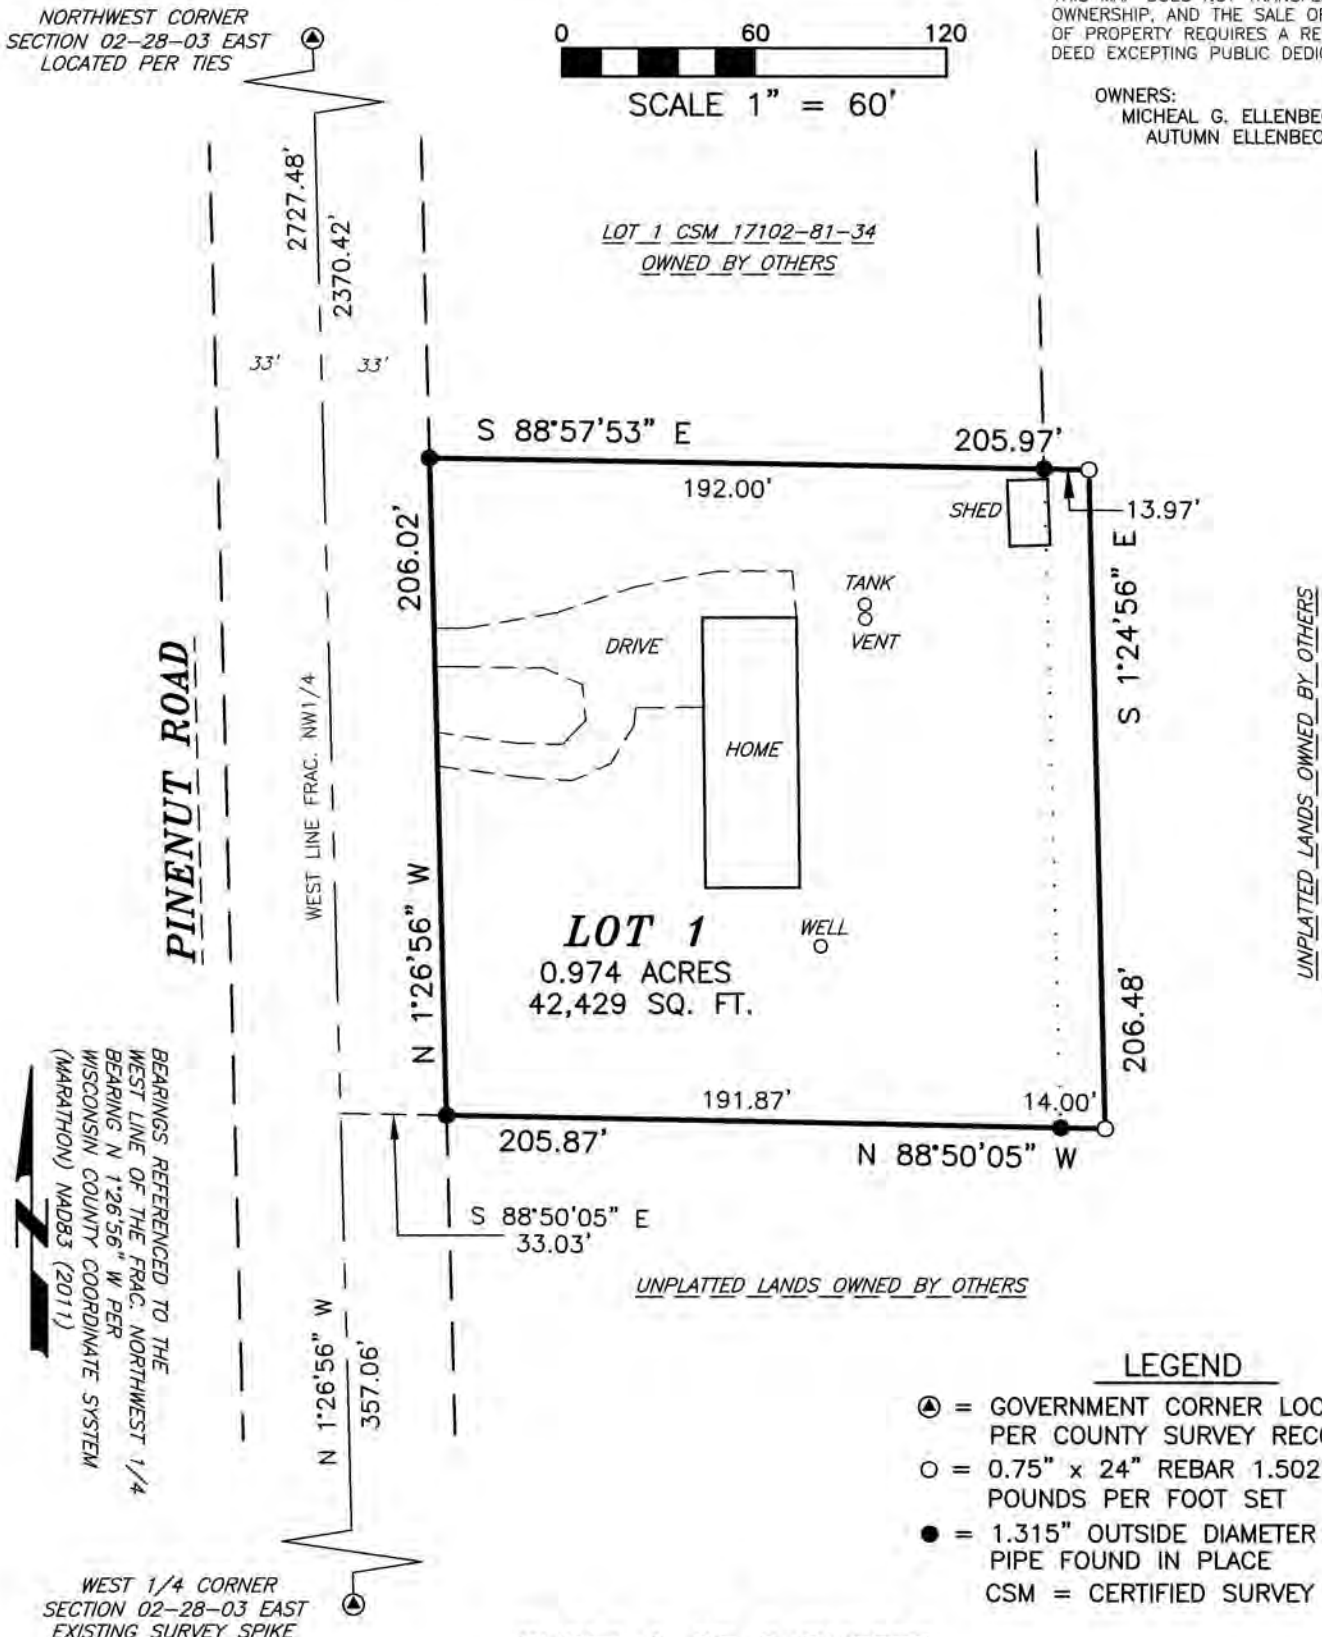 NORTHWEST CORNER
SECTION 02-28-03 EAST
LOCATED PER TIES
0 60 120
SCALE 1" = 60'
OWNERSHIP, AND THE SALE OF
OF PROPERTY REQUIRES A RE
DEED EXCEPTING PUBLIC DEDI
OWNERS:
MICHEAL G. ELLENBE
AUTUMN ELLENBEC
2727.48'
2370.42'
LOT 1 CSM 17102-81-34
OWNED BY OTHERS
33'
33'
S 88°57'53" E
205.97'
192.00'
SHED
13.97'
206.02'
S 1°24'56" E
TANK
VENT
DRIVE
HOME
UNPLATTED LANDS OWNED BY OTHERS
PINENUT ROAD
WEST LINE FRAC. NW1/4
N 1°26'56" W
LOT 1
0.974 ACRES
42,429 SQ. FT.
WELL
206.48'
191.87'
14.00'
205.87'
N 88°50'05" W
S 88°50'05" E
33.03'
BEARINGS REFERENCED TO THE
WEST LINE OF THE FRAC. NORTHWEST 1/4
BEARING N 1°26'56" W PER
WISCONSIN COUNTY COORDINATE SYSTEM
(MARATHON) NAD83 (2011)
N
UNPLATTED LANDS OWNED BY OTHERS
N 1°26'56" W
357.06'
LEGEND
= GOVERNMENT CORNER LOC
PER COUNTY SURVEY RECO
= 0.75" x 24" REBAR 1.502
POUNDS PER FOOT SET
= 1.315" OUTSIDE DIAMETER
PIPE FOUND IN PLACE
CSM = CERTIFIED SURVEY
WEST 1/4 CORNER
SECTION 02-28-03 EAST
EXISTING SURVEY SPIKE